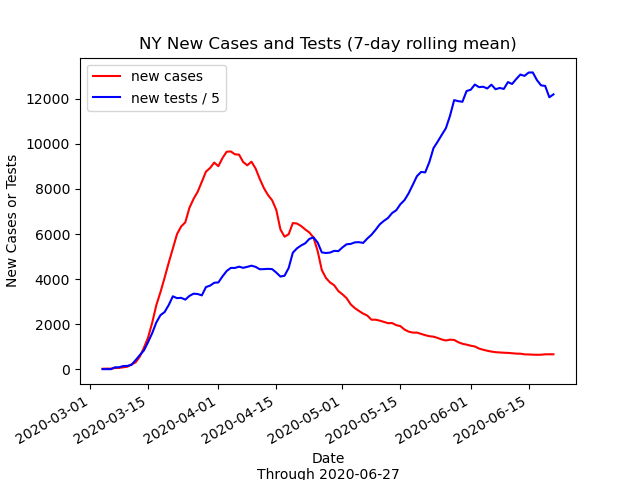 NY New Cases and Tests (7-day rolling mean)
new cases
new tests / 5
12000
10000
8000
6000
4000
2000
0
New Cases or Tests
2020-03-01
2020-03-15
2020-04-01
2020-04-15
2020-05-01
2020-05-15
2020-06-01
2020-06-15
Date
Through 2020-06-27